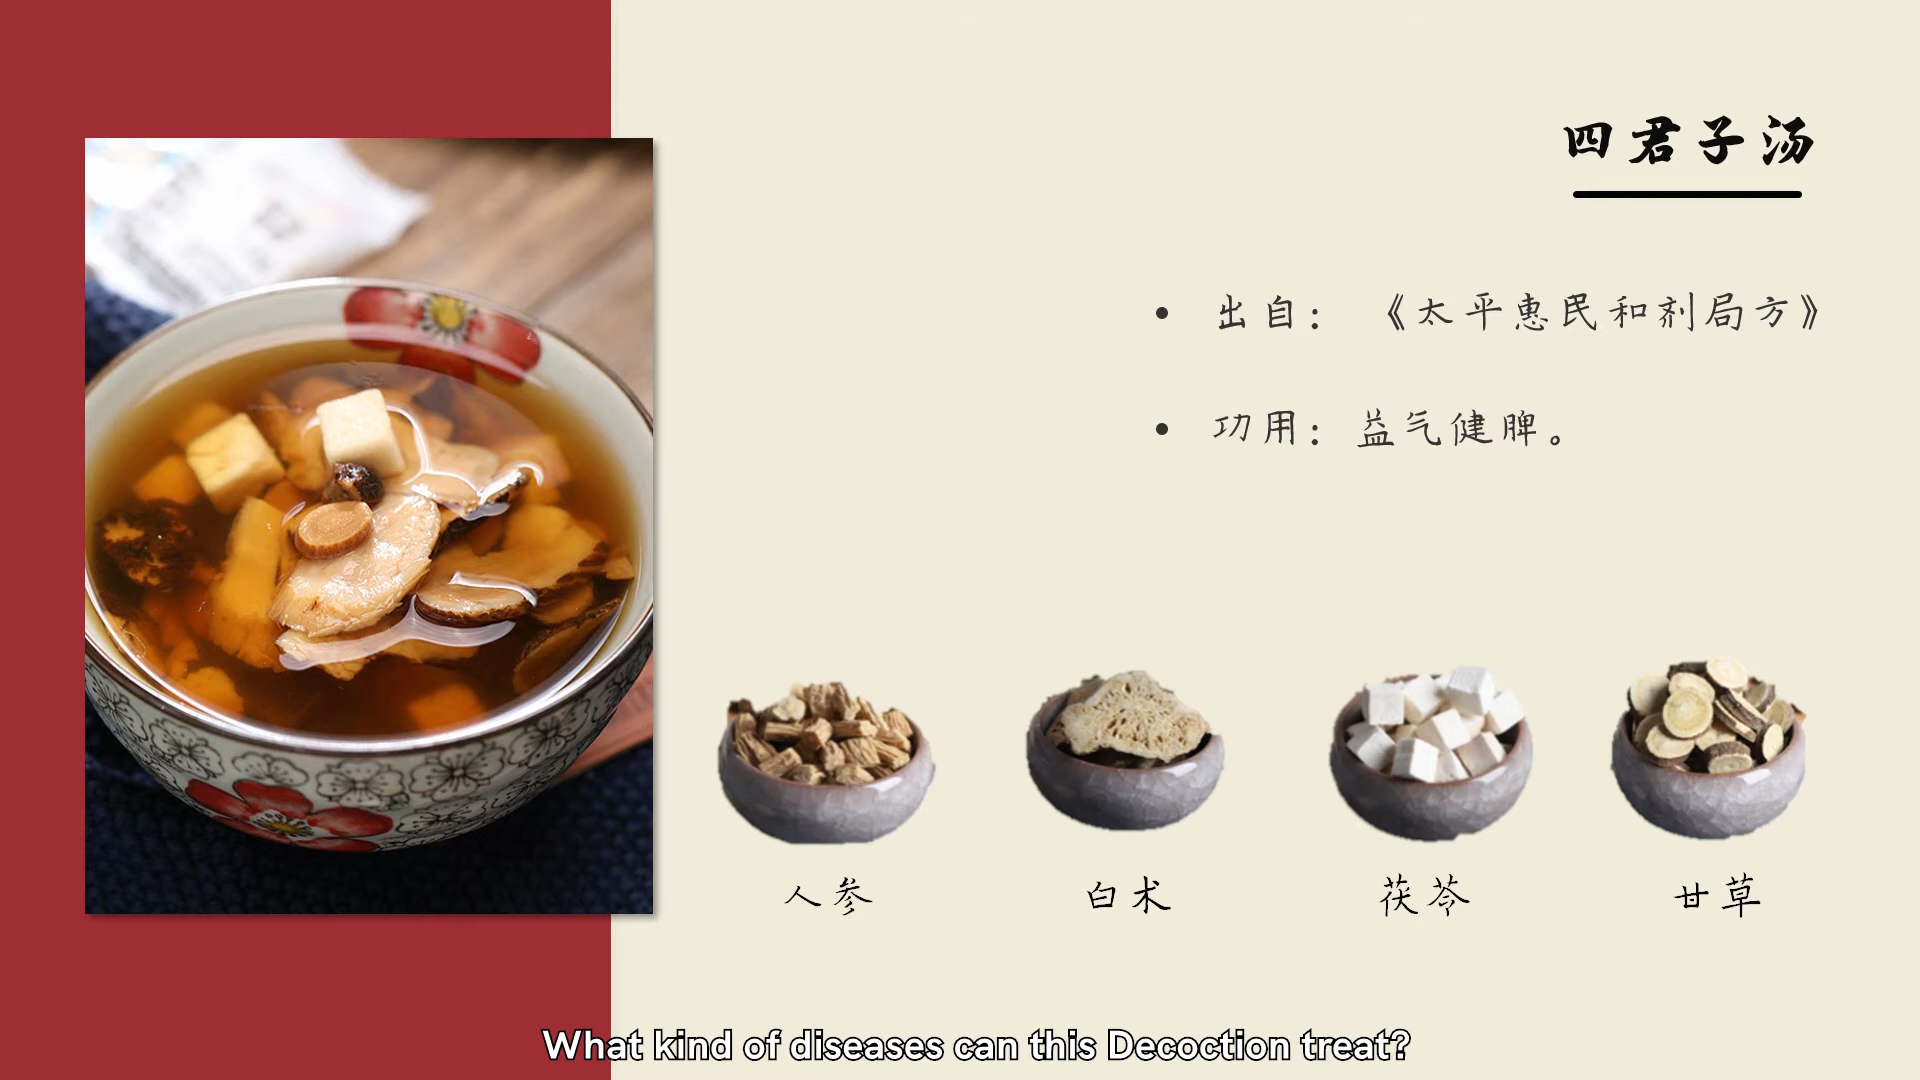 四君子汤
• 出自：《太平惠民和剂局方》
• 功用：益气健脾。
人参
白术
茯苓
甘草
What kind of diseases can this Decoction treat?